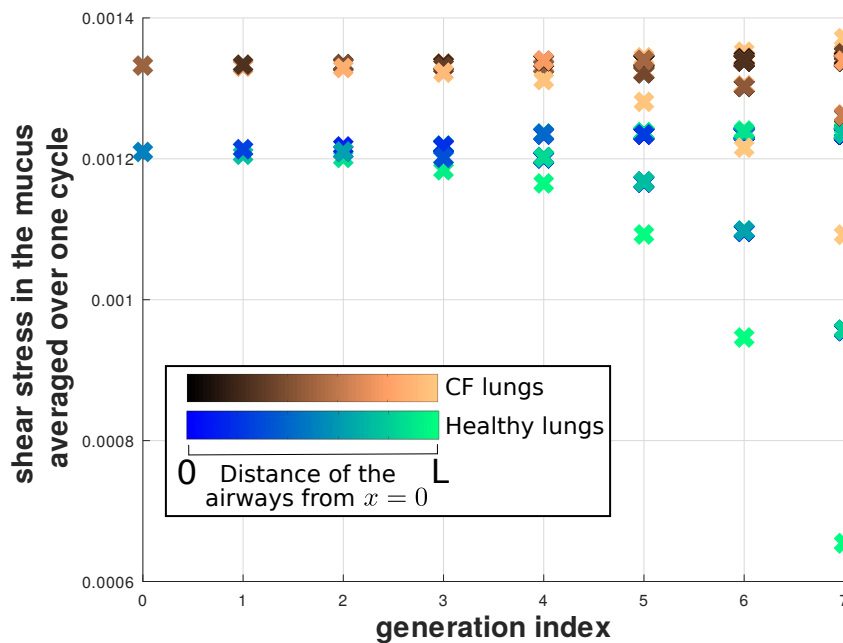 shear stress in the mucus
averaged over one cycle
0.0014
0.0012
0.001
0.0008
0.0006
CF lungs
Healthy lungs
0
L
Distance of the
airways from x = 0
0
1
2
3
4
5
6
7
generation index